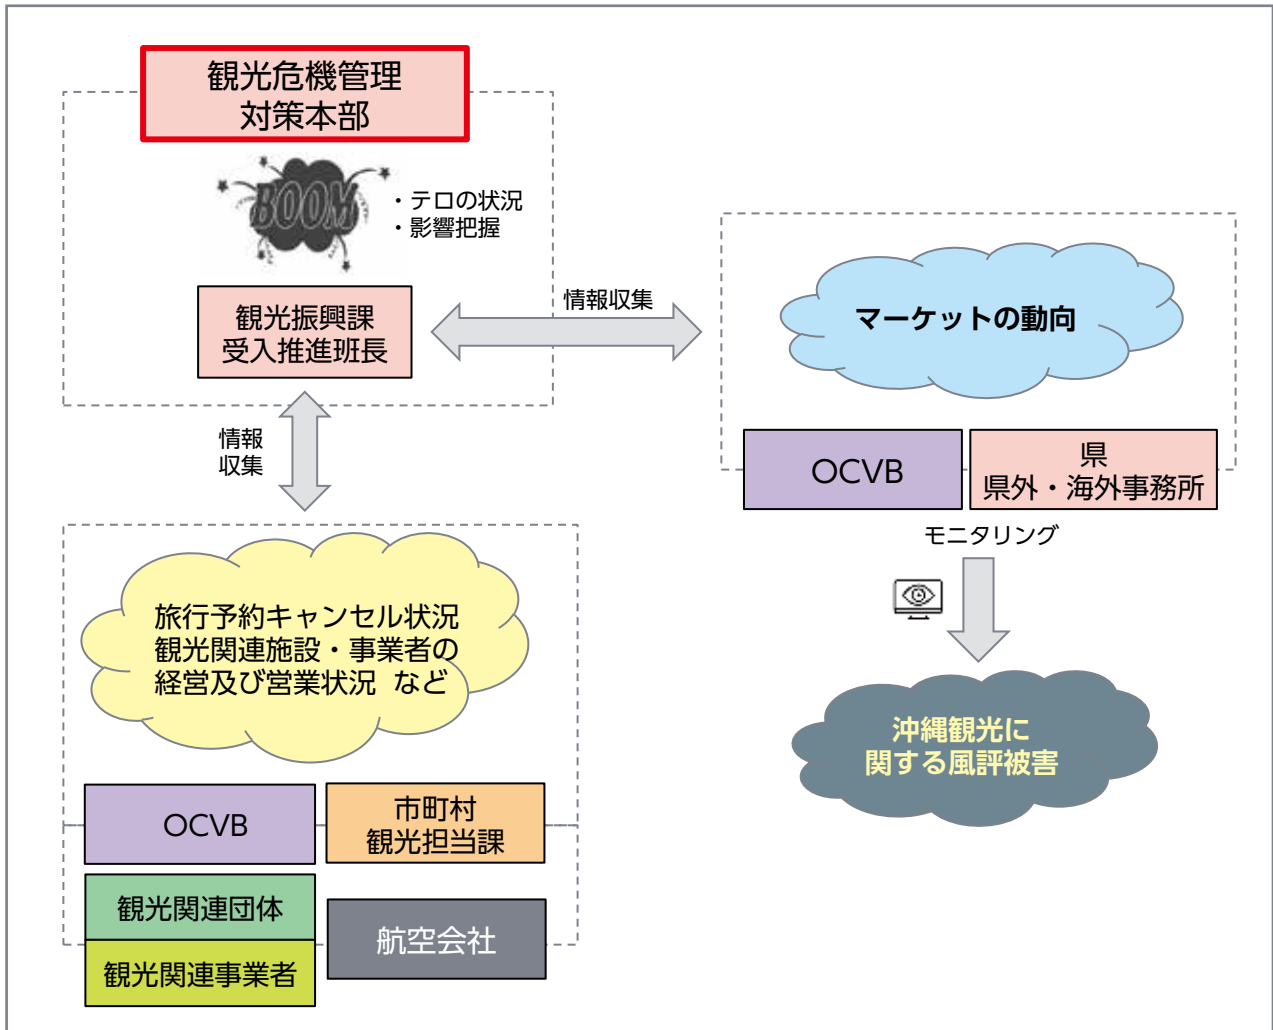 観光危機管理
対策本部
BOOM
・テロの状況
・影響把握
観光振興課
受入推進班長
情報収集
マーケットの動向
OCVB
県
県外・海外事務所
モニタリング
沖縄観光に
関する風評被害
情報
収集
旅行予約キャンセル状況
観光関連施設・事業者の
経営及び営業状況 など
OCVB
市町村
観光担当課
観光関連団体
観光関連事業者
航空会社